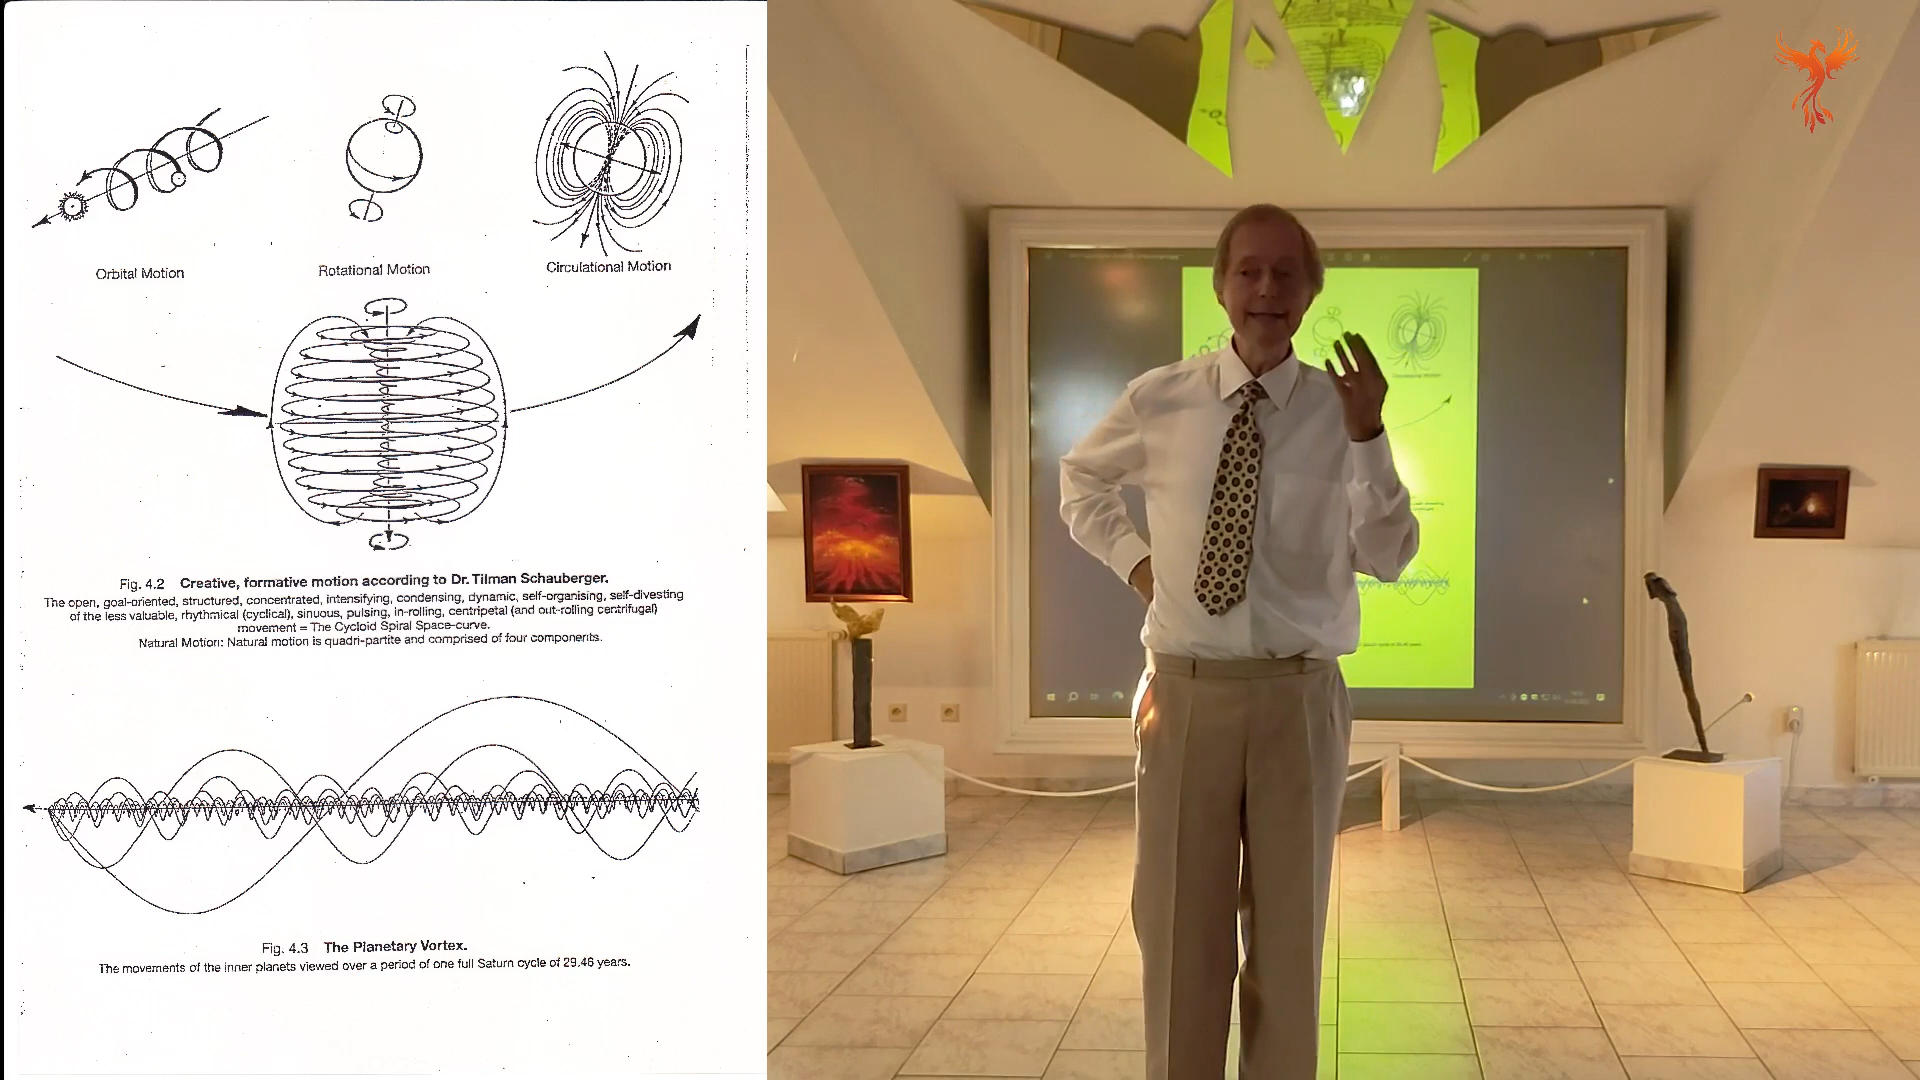 Orbital Motion
Rotational Motion
Circulational Motion
Fig. 4.2 Creative, formative motion according to Dr. Tilman Schauberger.
The open, goal-oriented, structured, concentrated, intensifying, condensing, dynamic, self-organising, self-divesting
of the less valuable, rhythmical (cyclical), sinuous, pulsing, in-rolling, centripetal (and out-rolling centrifugal)
movement = The Cycloid Spiral Space-curve.
Natural Motion: Natural motion is quadri-partite and comprised of four components.
Fig. 4.3 The Planetary Vortex.
The movements of the inner planets viewed over a period of one full Saturn cycle of 29.46 years.